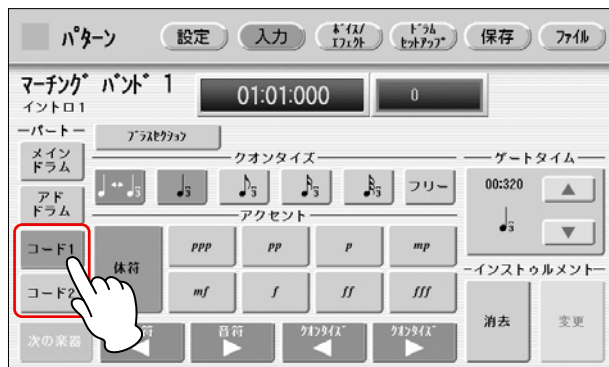 パターン 設定 入力 ボイス/エフェクト ドラムセットアップ 保存 ファイル
マーチング バンド 1
イントロ1
01:01:000
0
パート
ブラスセクション
メインドラム
アドドラム
コード1
コード2
次の楽器
クオンタイズ
3 3 3 3 3 フリー
アクセント
休符 ppp pp p mp
mf f ff fff
符 音符 クオンタイズ クオンタイズ
ゲートタイム
00:320
3
インストゥルメント
消去 変更